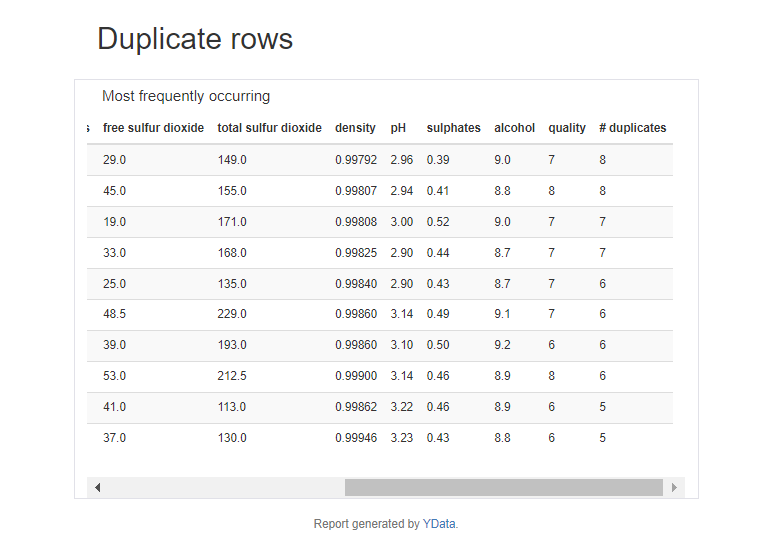 Duplicate rows
Most frequently occurring
s free sulfur dioxide total sulfur dioxide density pH sulphates alcohol quality # duplicates
29.0 149.0 0.99792 2.96 0.39 9.0 7 8
45.0 155.0 0.99807 2.94 0.41 8.8 8 8
19.0 171.0 0.99808 3.00 0.52 9.0 7 7
33.0 168.0 0.99825 2.90 0.44 8.7 7 7
25.0 135.0 0.99840 2.90 0.43 8.7 7 6
48.5 229.0 0.99860 3.14 0.49 9.1 7 6
39.0 193.0 0.99860 3.10 0.50 9.2 6 6
53.0 212.5 0.99900 3.14 0.46 8.9 8 6
41.0 113.0 0.99862 3.22 0.46 8.9 6 5
37.0 130.0 0.99946 3.23 0.43 8.8 6 5
Report generated by YData.